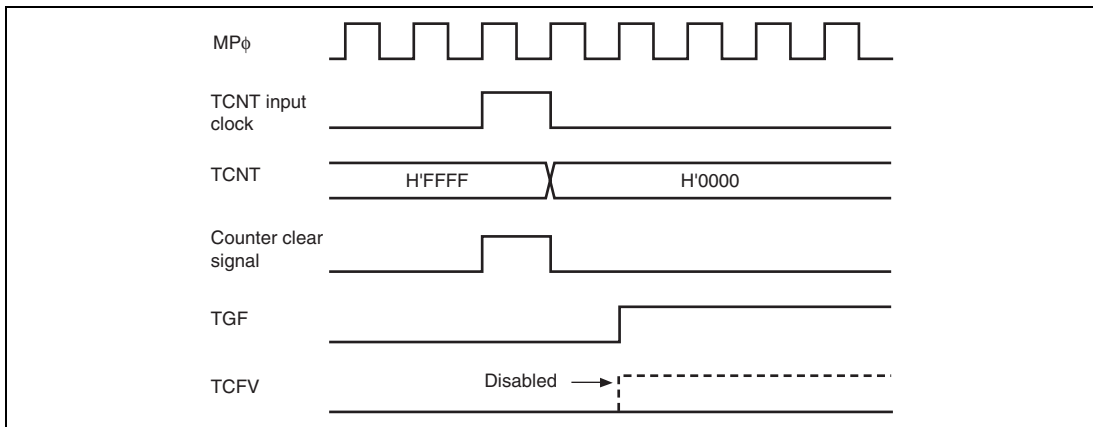 MPϕ
TCNT input
clock
TCNT
H'FFFF
H'0000
Counter clear
signal
TGF
TCFV
Disabled